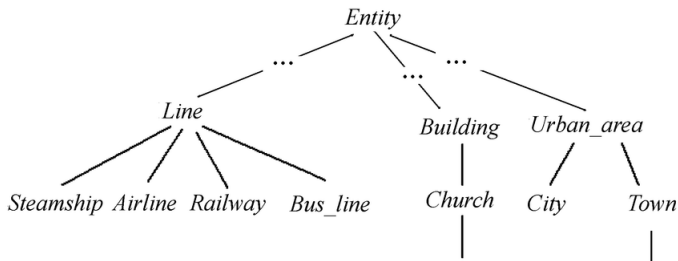 Entity
...
...
...
Line
Building
Urban_area
Steamship Airline Railway Bus_line Church City Town